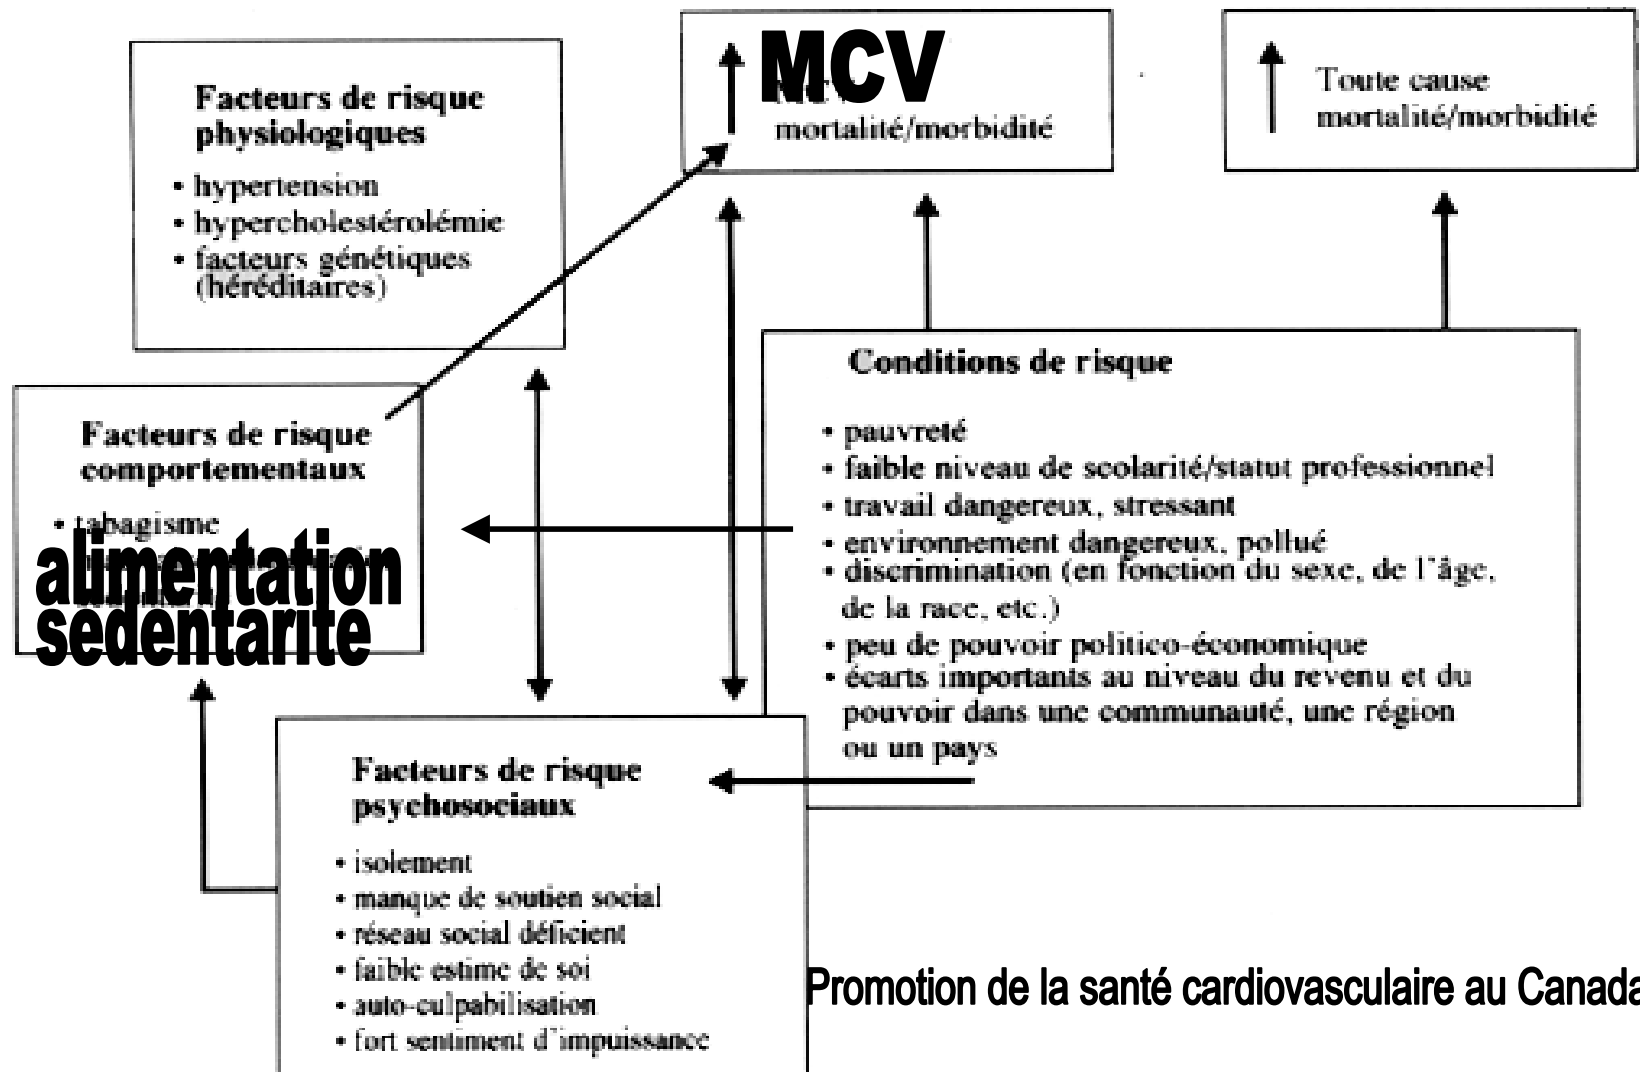 Facteurs de risque
physiologiques
• hypertension
• hypercholestérolémie
• facteurs génétiques
(héréditaires)
MCV
mortalité/morbidité
Toute cause
mortalité/morbidité
Facteurs de risque
comportementaux
• tabagisme
alimentation
sedentarite
Conditions de risque
• pauvreté
• faible niveau de scolarité/statut professionnel
• travail dangereux, stressant
• environnement dangereux, pollué
• discrimination (en fonction du sexe, de l'âge,
de la race, etc.)
• peu de pouvoir politico-économique
• écarts importants au niveau du revenu et du
pouvoir dans une communauté, une région
ou un pays
Facteurs de risque
psychosociaux
• isolement
• manque de soutien social
• réseau social déficient
• faible estime de soi
• auto-culpabilisation
• fort sentiment d'impuissance
Promotion de la santé cardiovasculaire au Canada